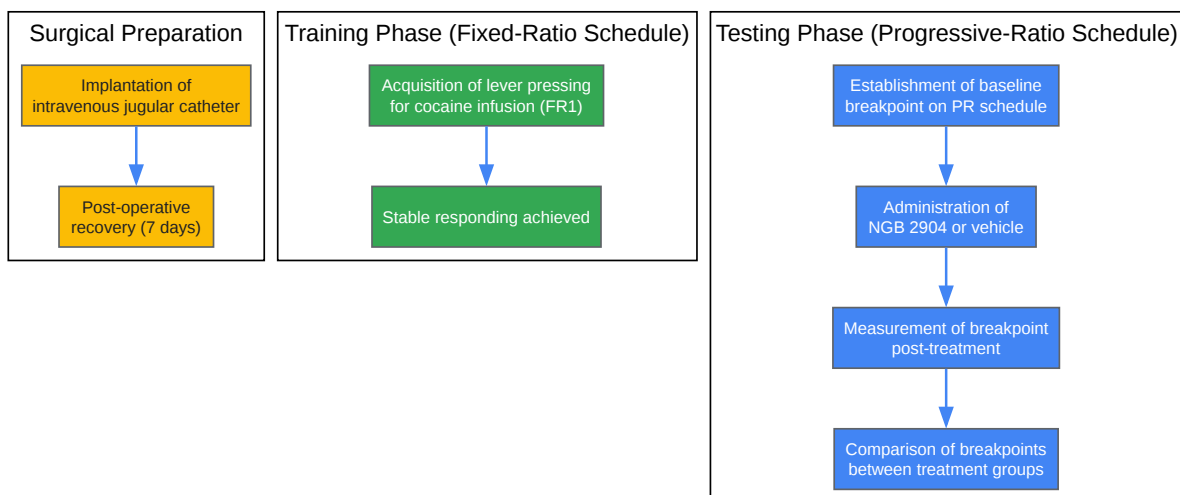 Surgical Preparation
Implantation of
intravenous jugular catheter
Post-operative
recovery (7 days)
Training Phase (Fixed-Ratio Schedule)
Acquisition of lever pressing
for cocaine infusion (FR1)
Stable responding achieved
Testing Phase (Progressive-Ratio Schedule)
Establishment of baseline
breakpoint on PR schedule
Administration of
NGB 2904 or vehicle
Measurement of breakpoint
post-treatment
Comparison of breakpoints
between treatment groups